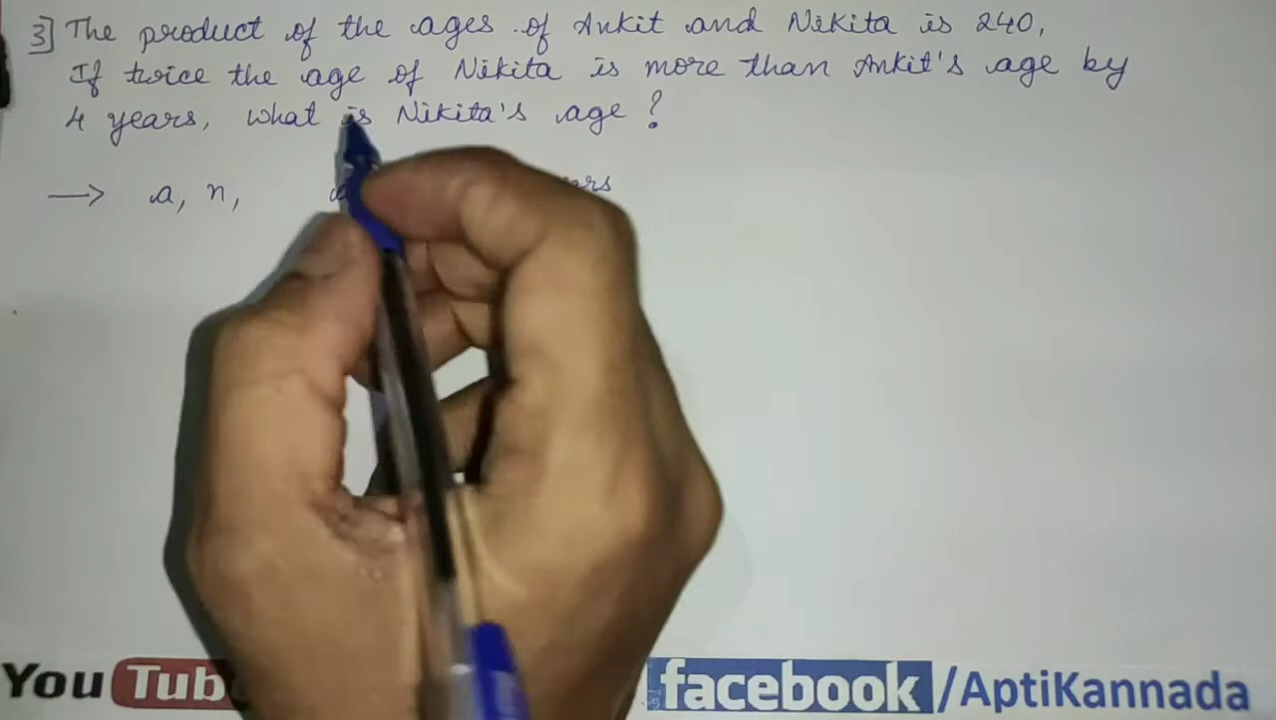 3] The product of the ages of Ankit and Nikita is 240,
If twice the age of Nikita is more than Ankit's age by
4 years, what is Nikita's age ?
→ a, n,
You Tub
facebook /AptiKannada